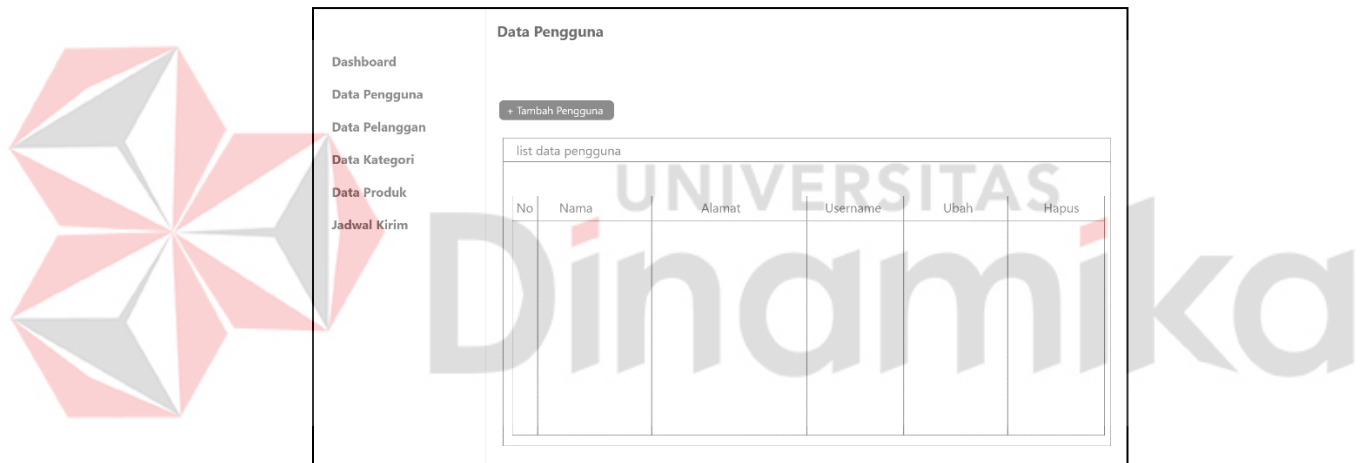 Data Pengguna
Dashboard
Data Pengguna
Data Pelanggan
Data Kategori
Data Produk
Jadwal Kirim
+ Tambah Pengguna
list data pengguna
No Nama Alamat Username Ubah Hapus
UNIVERSITAS
Dinamika